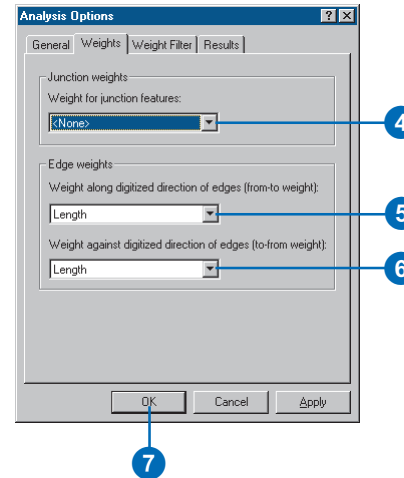 Analysis Options
General Weights Weight Filter Results
Junction weights
Weight for junction features:
<None>
4
Edge weights
Weight along digitized direction of edges (from-to weight):
Length
5
Weight against digitized direction of edges (to-from weight):
Length
6
OK Cancel Apply
7